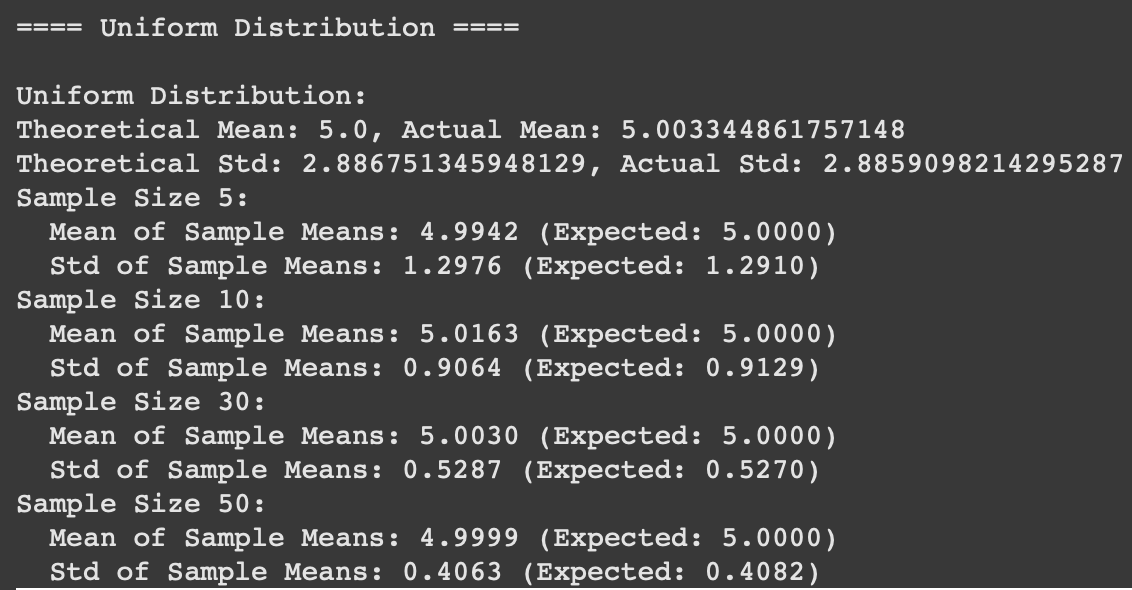 ==== Uniform Distribution ====
Uniform Distribution:
Theoretical Mean: 5.0, Actual Mean: 5.003344861757148
Theoretical Std: 2.886751345948129, Actual Std: 2.8859098214295287
Sample Size 5:
  Mean of Sample Means: 4.9942 (Expected: 5.0000)
  Std of Sample Means: 1.2976 (Expected: 1.2910)
Sample Size 10:
  Mean of Sample Means: 5.0163 (Expected: 5.0000)
  Std of Sample Means: 0.9064 (Expected: 0.9129)
Sample Size 30:
  Mean of Sample Means: 5.0030 (Expected: 5.0000)
  Std of Sample Means: 0.5287 (Expected: 0.5270)
Sample Size 50:
  Mean of Sample Means: 4.9999 (Expected: 5.0000)
  Std of Sample Means: 0.4063 (Expected: 0.4082)